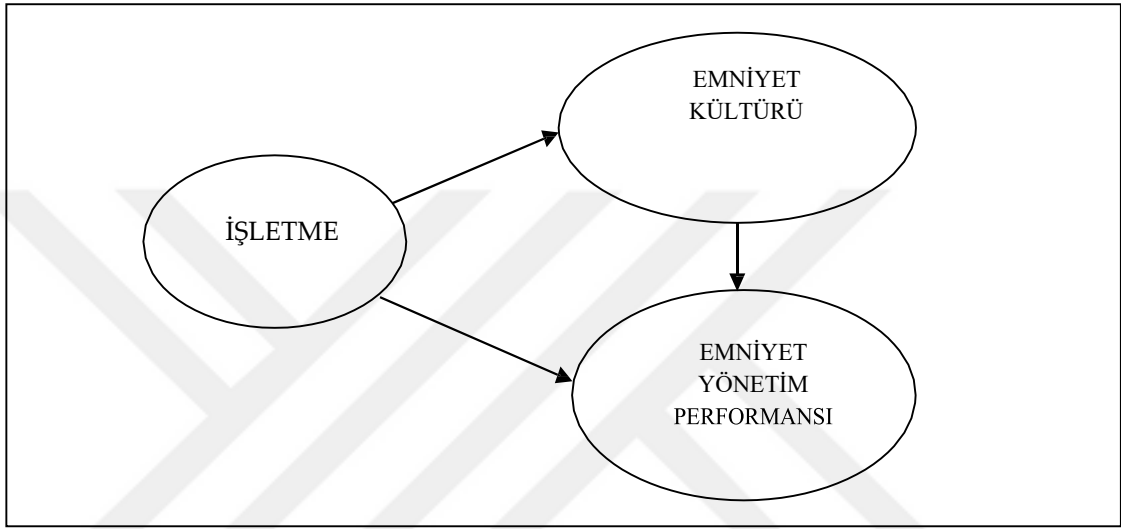 EMNİYET
KÜLTÜRÜ
İŞLETME
EMNİYET
YÖNETİM
PERFORMANSI